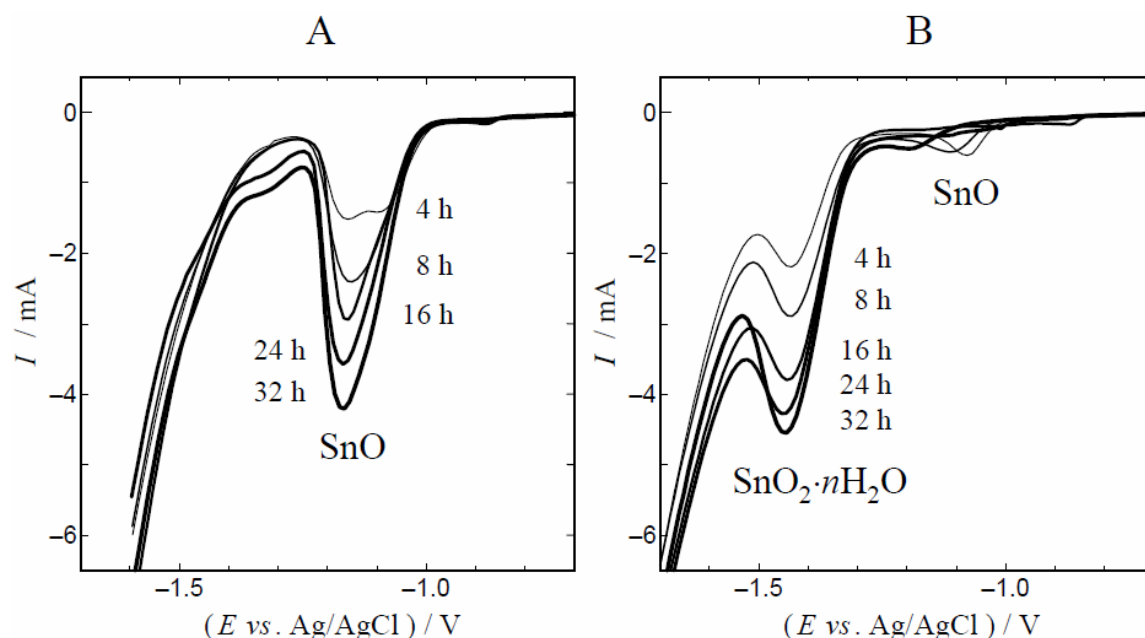 A
B
0
−2
−4
−6
I / mA
−1.5
−1.0
(E vs. Ag/AgCl) / V
4 h
8 h
16 h
24 h
32 h
SnO
0
−2
−4
−6
I / mA
−1.5
−1.0
(E vs. Ag/AgCl) / V
SnO
4 h
8 h
16 h
24 h
32 h
SnO₂·nH₂O